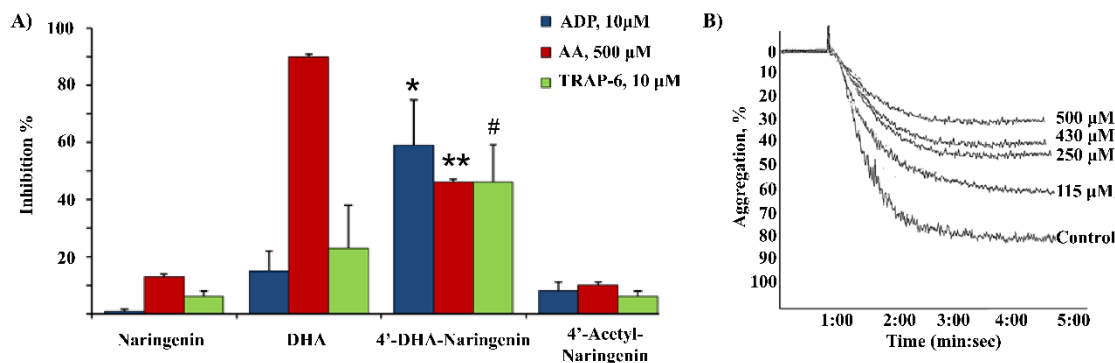 A)
100
80
60
40
20
Inhibition %
ADP, 10μM
AA, 500 μM
TRAP-6, 10 μM
*
**
#
Naringenin
DHA
4’-DHA-Naringenin
4’-Acetyl-
Naringenin
B)
0
10
20
30
40
50
60
70
80
90
100
Aggregation, %
500 μM
430 μM
250 μM
115 μM
Control
1:00 2:00 3:00 4:00 5:00
Time (min:sec)